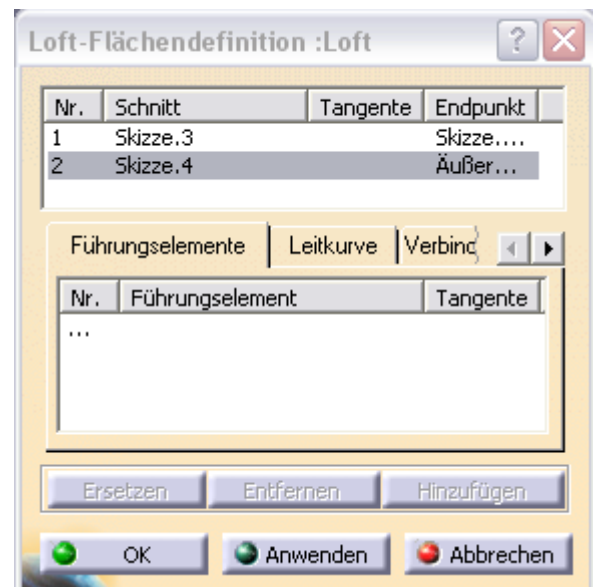 Loft-Flächendefinition :Loft
Nr. Schnitt Tangente Endpunkt
1 Skizze.3 Skizze....
2 Skizze.4 Äußer...
Führungselemente Leitkurve Verbind
Nr. Führungselement Tangente
...
Ersetzen Entfernen Hinzufügen
OK Anwenden Abbrechen